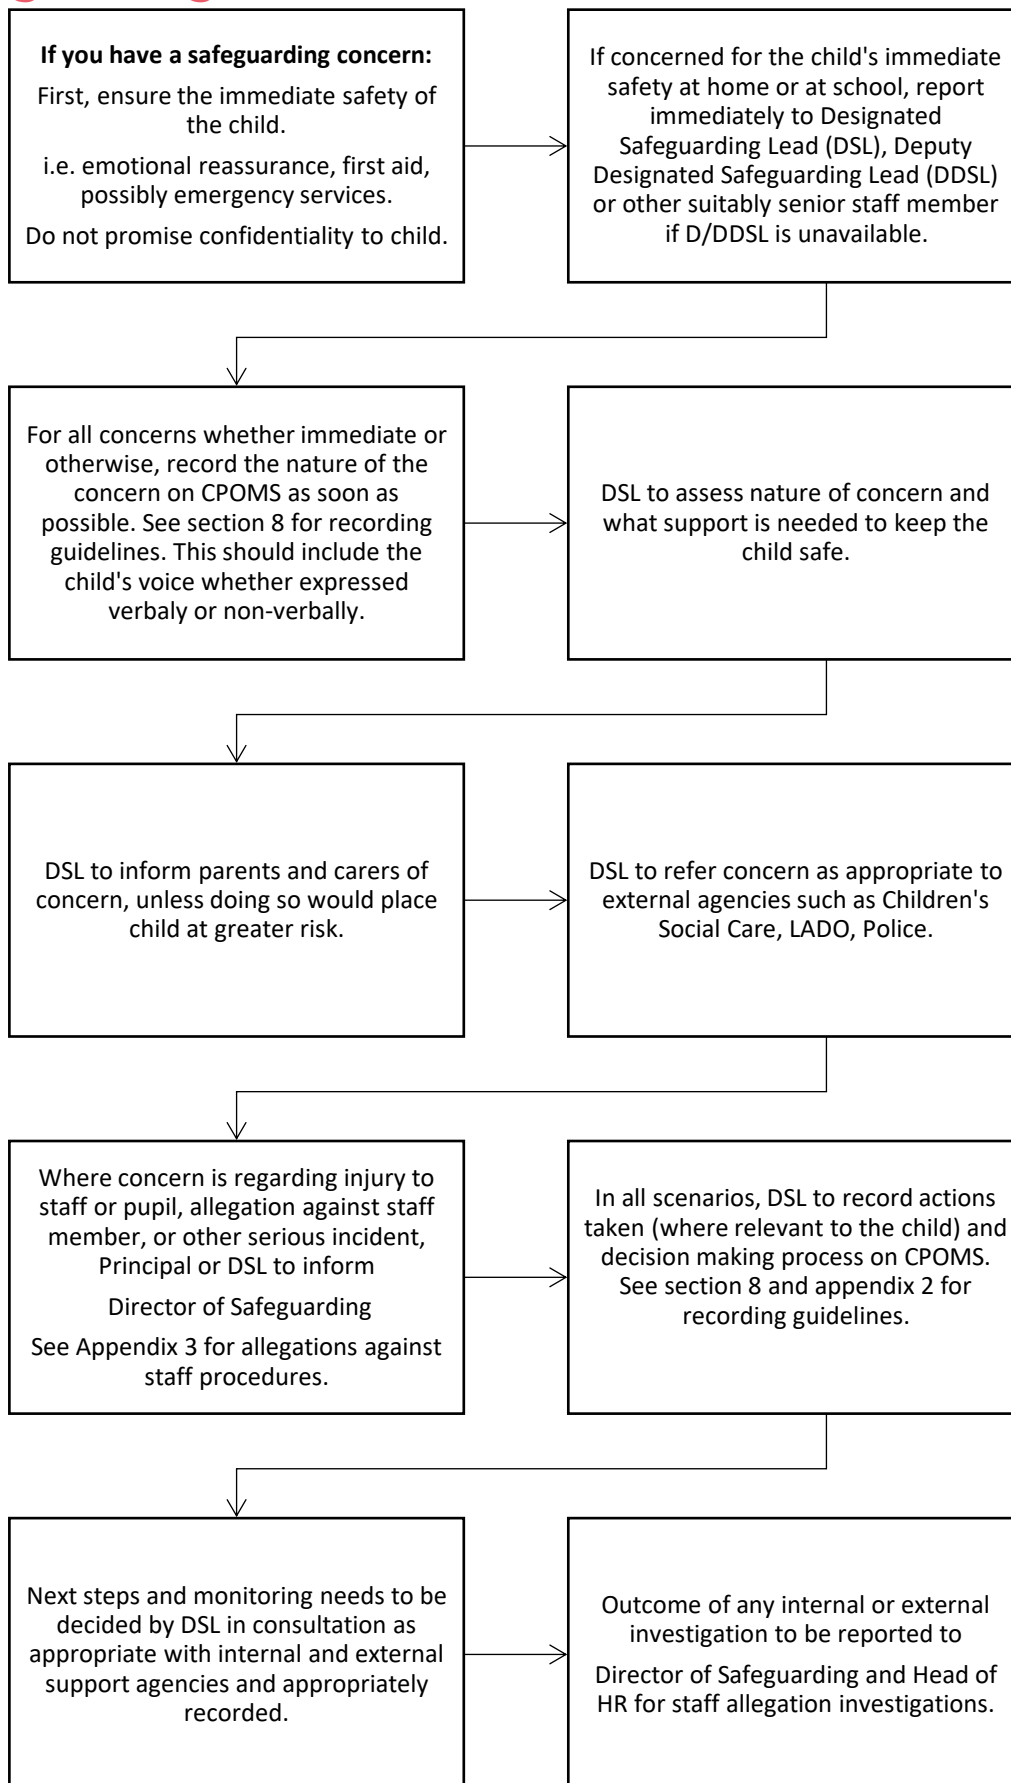 If you have a safeguarding concern:
First, ensure the immediate safety of
the child.
i.e. emotional reassurance, first aid,
possibly emergency services.
Do not promise confidentiality to child.
If concerned for the child's immediate
safety at home or at school, report
immediately to Designated
Safeguarding Lead (DSL), Deputy
Designated Safeguarding Lead (DDSL)
or other suitably senior staff member
if D/DDSL is unavailable.
For all concerns whether immediate or
otherwise, record the nature of the
concern on CPOMS as soon as
possible. See section 8 for recording
guidelines. This should include the
child's voice whether expressed
verbaly or non-verbally.
DSL to assess nature of concern and
what support is needed to keep the
child safe.
DSL to inform parents and carers of
concern, unless doing so would place
child at greater risk.
DSL to refer concern as appropriate to
external agencies such as Children's
Social Care, LADO, Police.
Where concern is regarding injury to
staff or pupil, allegation against staff
member, or other serious incident,
Principal or DSL to inform
Director of Safeguarding
See Appendix 3 for allegations against
staff procedures.
In all scenarios, DSL to record actions
taken (where relevant to the child) and
decision making process on CPOMS.
See section 8 and appendix 2 for
recording guidelines.
Next steps and monitoring needs to be
decided by DSL in consultation as
appropriate with internal and external
support agencies and appropriately
recorded.
Outcome of any internal or external
investigation to be reported to
Director of Safeguarding and Head of
HR for staff allegation investigations.